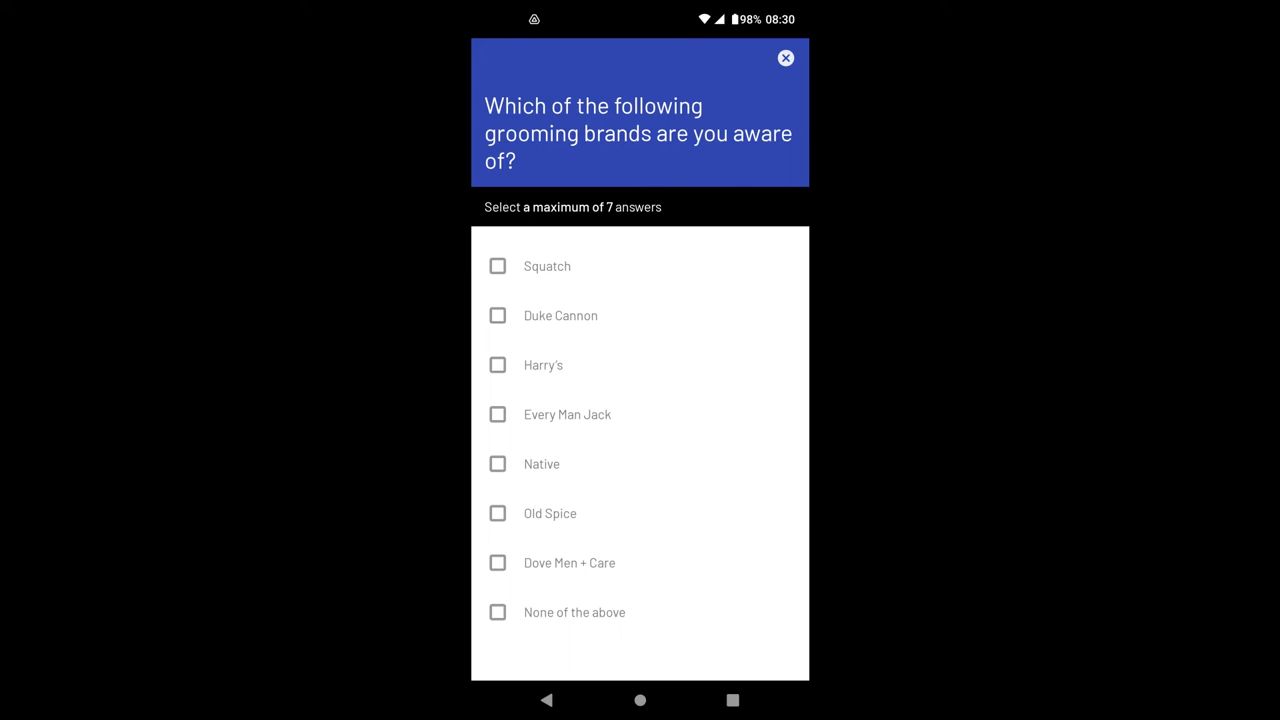 98% 08:30
Which of the following
grooming brands are you aware
of?
Select a maximum of 7 answers
Squatch
Duke Cannon
Harry's
Every Man Jack
Native
Old Spice
Dove Men + Care
None of the above